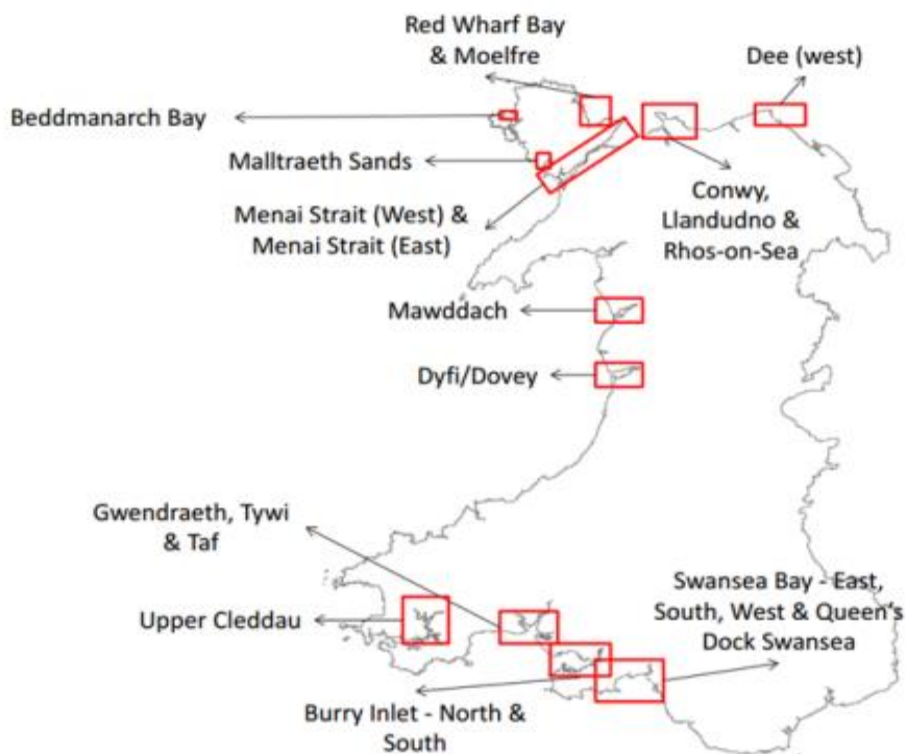 Red Wharf Bay
& Moelfre
Dee (west)
Beddmanarch Bay
Malltraeth Sands
Menai Strait (West) &
Menai Strait (East)
Conwy,
Llandudno &
Rhos-on-Sea
Mawddach
Dyfi/Dovey
Gwendraeth, Tywi
& Taf
Upper Cleddau
Swansea Bay - East,
South, West & Queen's
Dock Swansea
Burry Inlet - North &
South